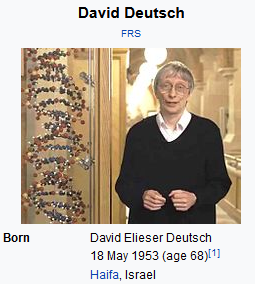 David Deutsch
FRS
Born David Elieser Deutsch
18 May 1953 (age 68)[1]
Haifa, Israel